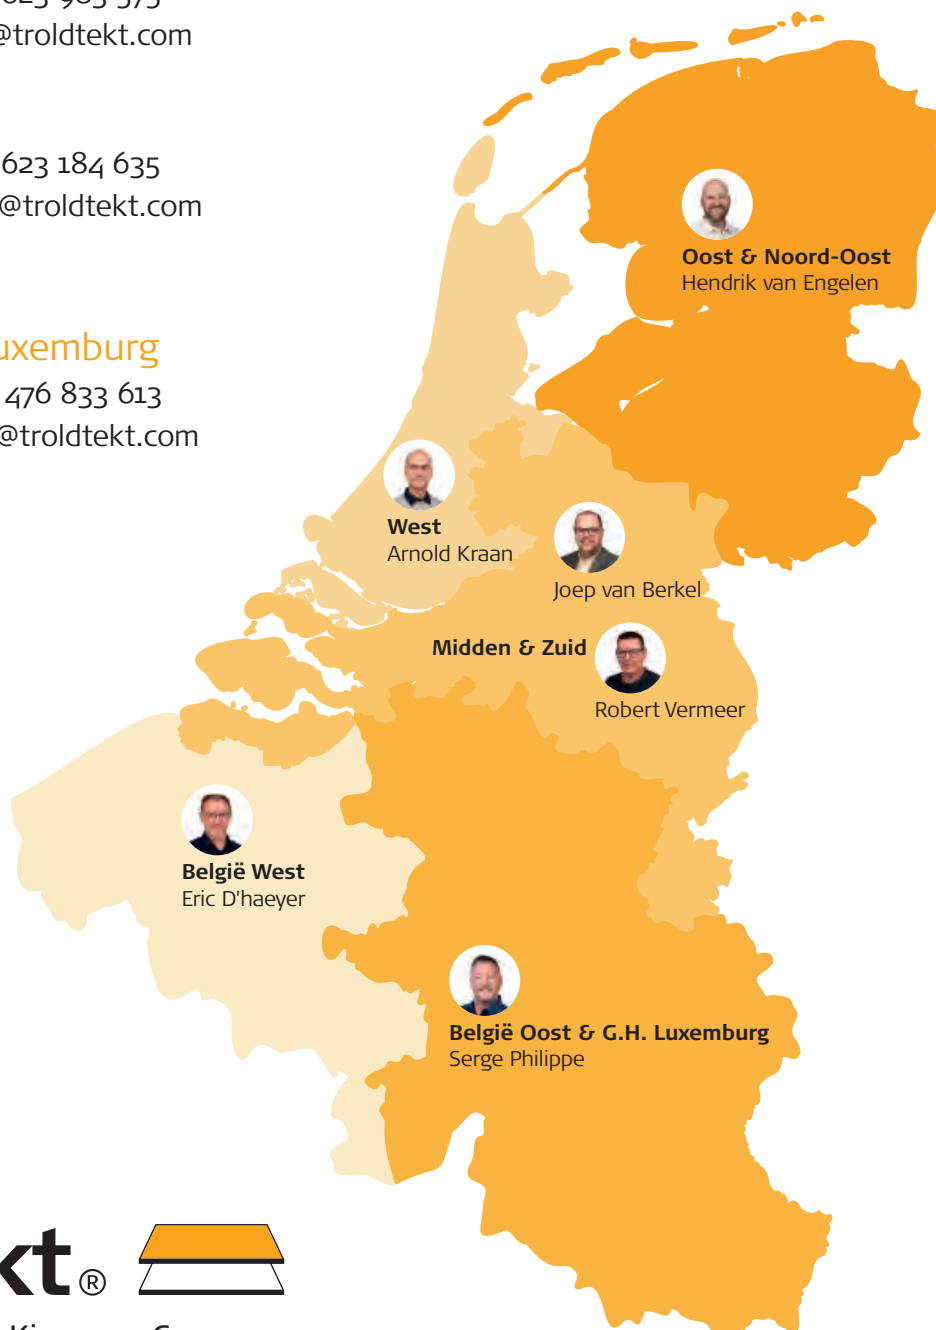 @troldtekt.com
623 184 635
@troldtekt.com
uxemburg
476 833 613
@troldtekt.com
Oost & Noord-Oost
Hendrik van Engelen
West
Arnold Kraan
Joep van Berkel
Midden & Zuid
Robert Vermeer
België West
Eric D'haeyer
België Oost & G.H. Luxemburg
Serge Philippe
kt®